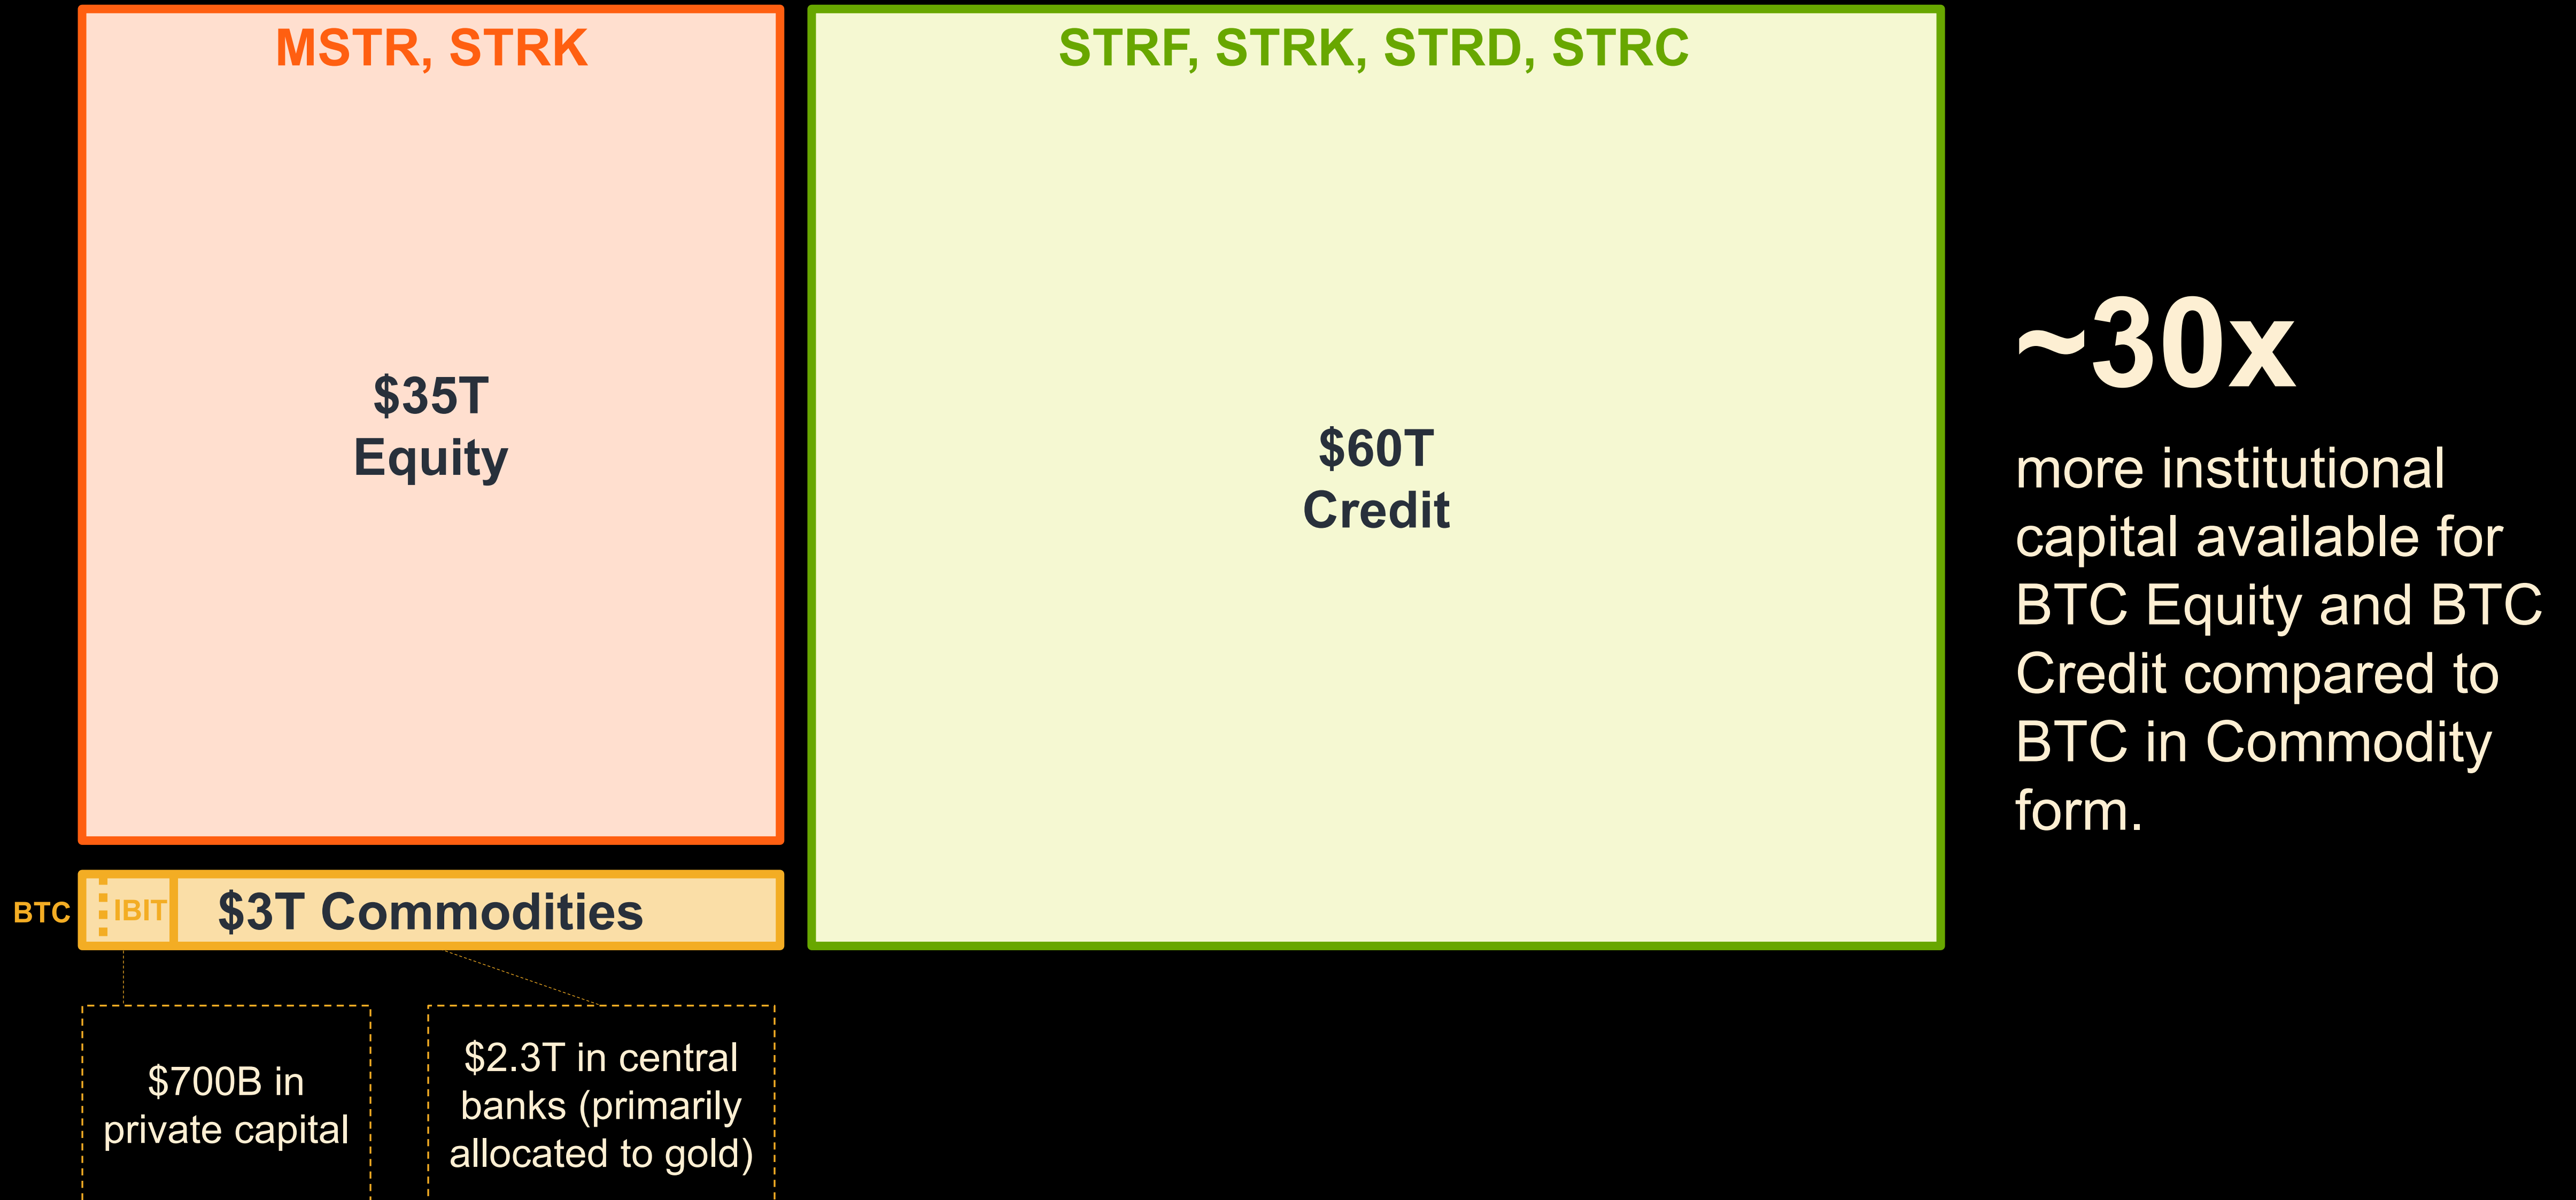 MSTR, STRK
$35T
Equity
STRF, STRK, STRD, STRC
$60T
Credit
BTC
IBIT
$3T Commodities
$700B in
private capital
$2.3T in central
banks (primarily
allocated to gold)
~30x
more institutional
capital available for
BTC Equity and BTC
Credit compared to
BTC in Commodity
form.